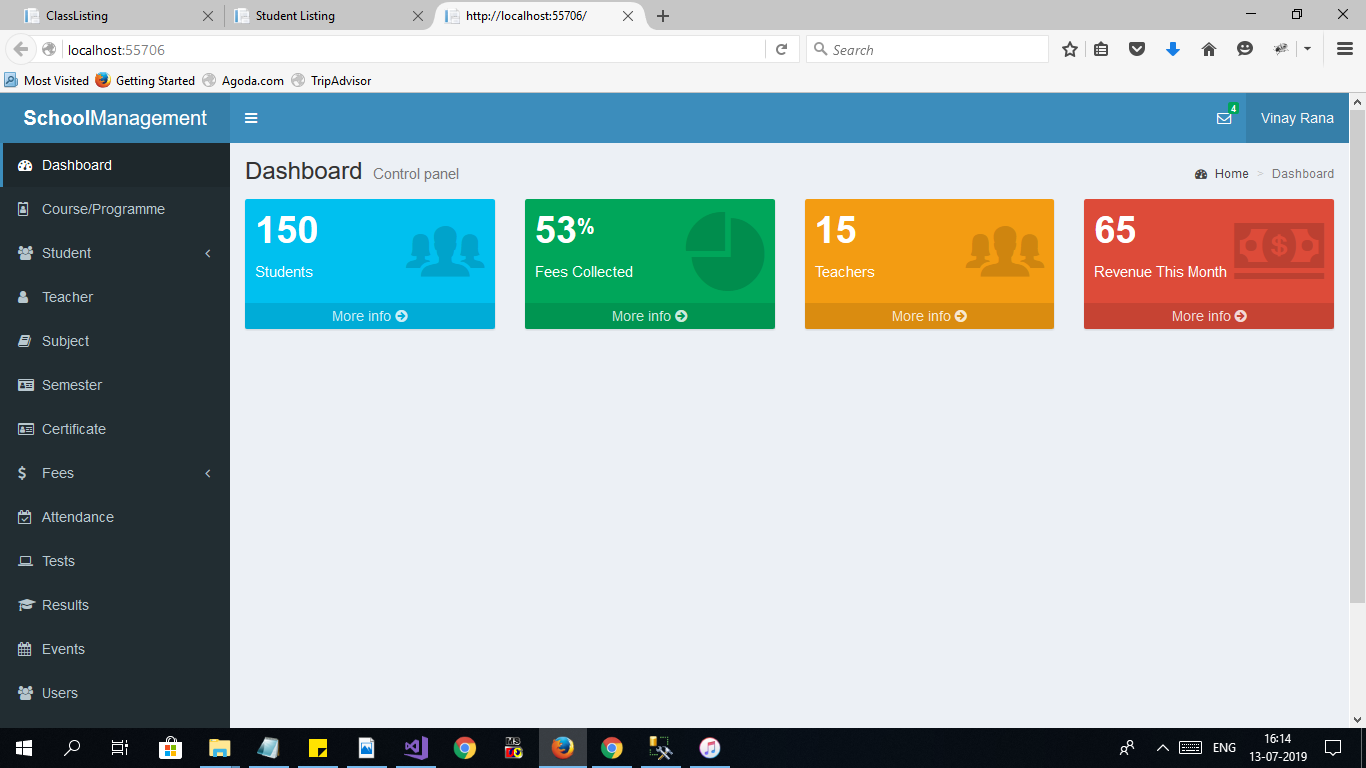 ClassListing
Student Listing
http://localhost:55706/
localhost:55706
Search
Most Visited
Getting Started
Agoda.com
TripAdvisor
SchoolManagement
4
Vinay Rana
Dashboard
Course/Programme
Student
Teacher
Subject
Semester
Certificate
Fees
Attendance
Tests
Results
Events
Users
Dashboard Control panel
Home > Dashboard
150
Students
More info
53%
Fees Collected
More info
15
Teachers
More info
65
Revenue This Month
More info
ENG
16:14
13-07-2019